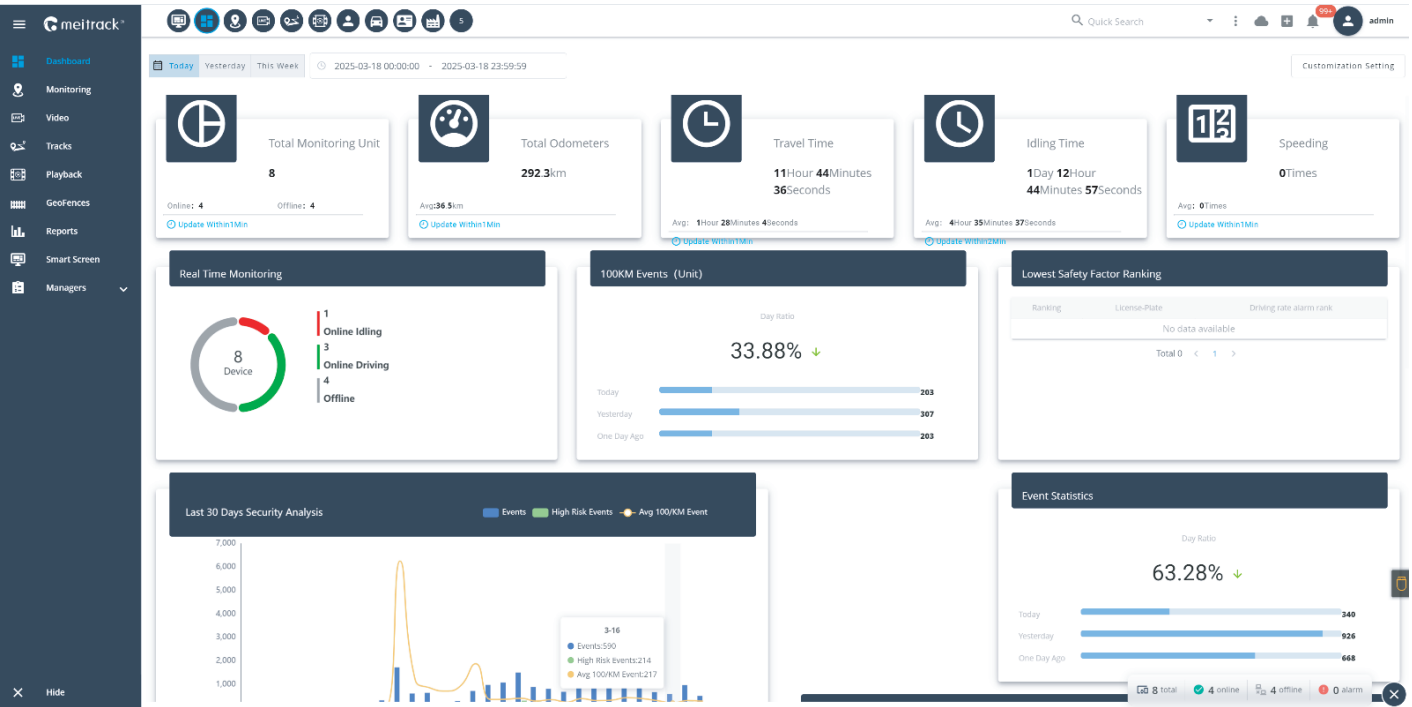 meitrack
5
Quick Search
99+
admin
Dashboard
Monitoring
Video
Tracks
Playback
GeoFences
Reports
Smart Screen
Managers
Hide
Today
Yesterday
This Week
2025-03-18 00:00:00 - 2025-03-18 23:59:59
Customization Setting
Total Monitoring Unit
8
Online: 4 Offline: 4
Update Within1Min
Total Odometers
292.3km
Avg:36.5km
Update Within1Min
Travel Time
11Hour 44Minutes
36Seconds
Avg: 1Hour 28Minutes 4Seconds
Update Within1Min
Idling Time
1Day 12Hour
44Minutes 57Seconds
Avg: 4Hour 35Minutes 37Seconds
Update Within2Min
123
Speeding
0Times
Avg: 0Times
Update Within1Min
Real Time Monitoring
8
Device
1
Online Idling
3
Online Driving
4
Offline
100KM Events (Unit)
Day Ratio
33.88%
Today 203
Yesterday 307
One Day Ago 203
Lowest Safety Factor Ranking
Ranking License-Plate Driving rate alarm rank
No data available
Total 0 < 1 >
Last 30 Days Security Analysis
Events High Risk Events Avg 100/KM Event
7,000
6,000
5,000
4,000
3,000
2,000
1,000
3-16
Events:590
High Risk Events:214
Avg 100/KM Event:217
Event Statistics
Day Ratio
63.28%
Today 340
Yesterday 926
One Day Ago 668
8 total 4 online 4 offline 0 alarm